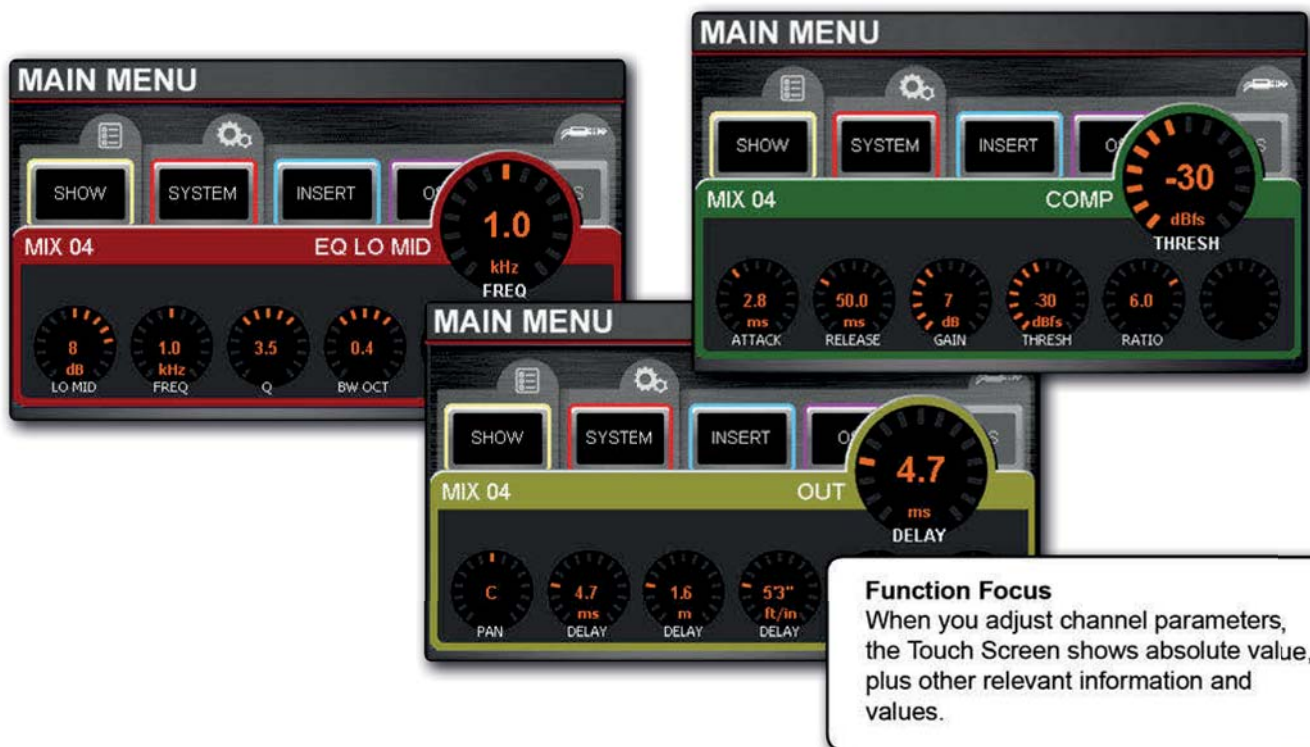 MAIN MENU
SHOW SYSTEM INSERT
MIX 04 EQ LO MID
1.0
kHz
FREQ
8 1.0 3.5 0.4
dB kHz
LO MID FREQ Q BW OCT
MAIN MENU
SHOW SYSTEM INSERT
MIX 04 COMP
-30
dBfs
THRESH
2.8 50.0 7 -30 6.0
ms ms dB dBfs
ATTACK RELEASE GAIN THRESH RATIO
MAIN MENU
SHOW SYSTEM INSERT
MIX 04 OUT
4.7
ms
DELAY
C 4.7 1.6 5'3"
ms m ft/in
PAN DELAY DELAY DELAY
Function Focus
When you adjust channel parameters,
the Touch Screen shows absolute value,
plus other relevant information and
values.